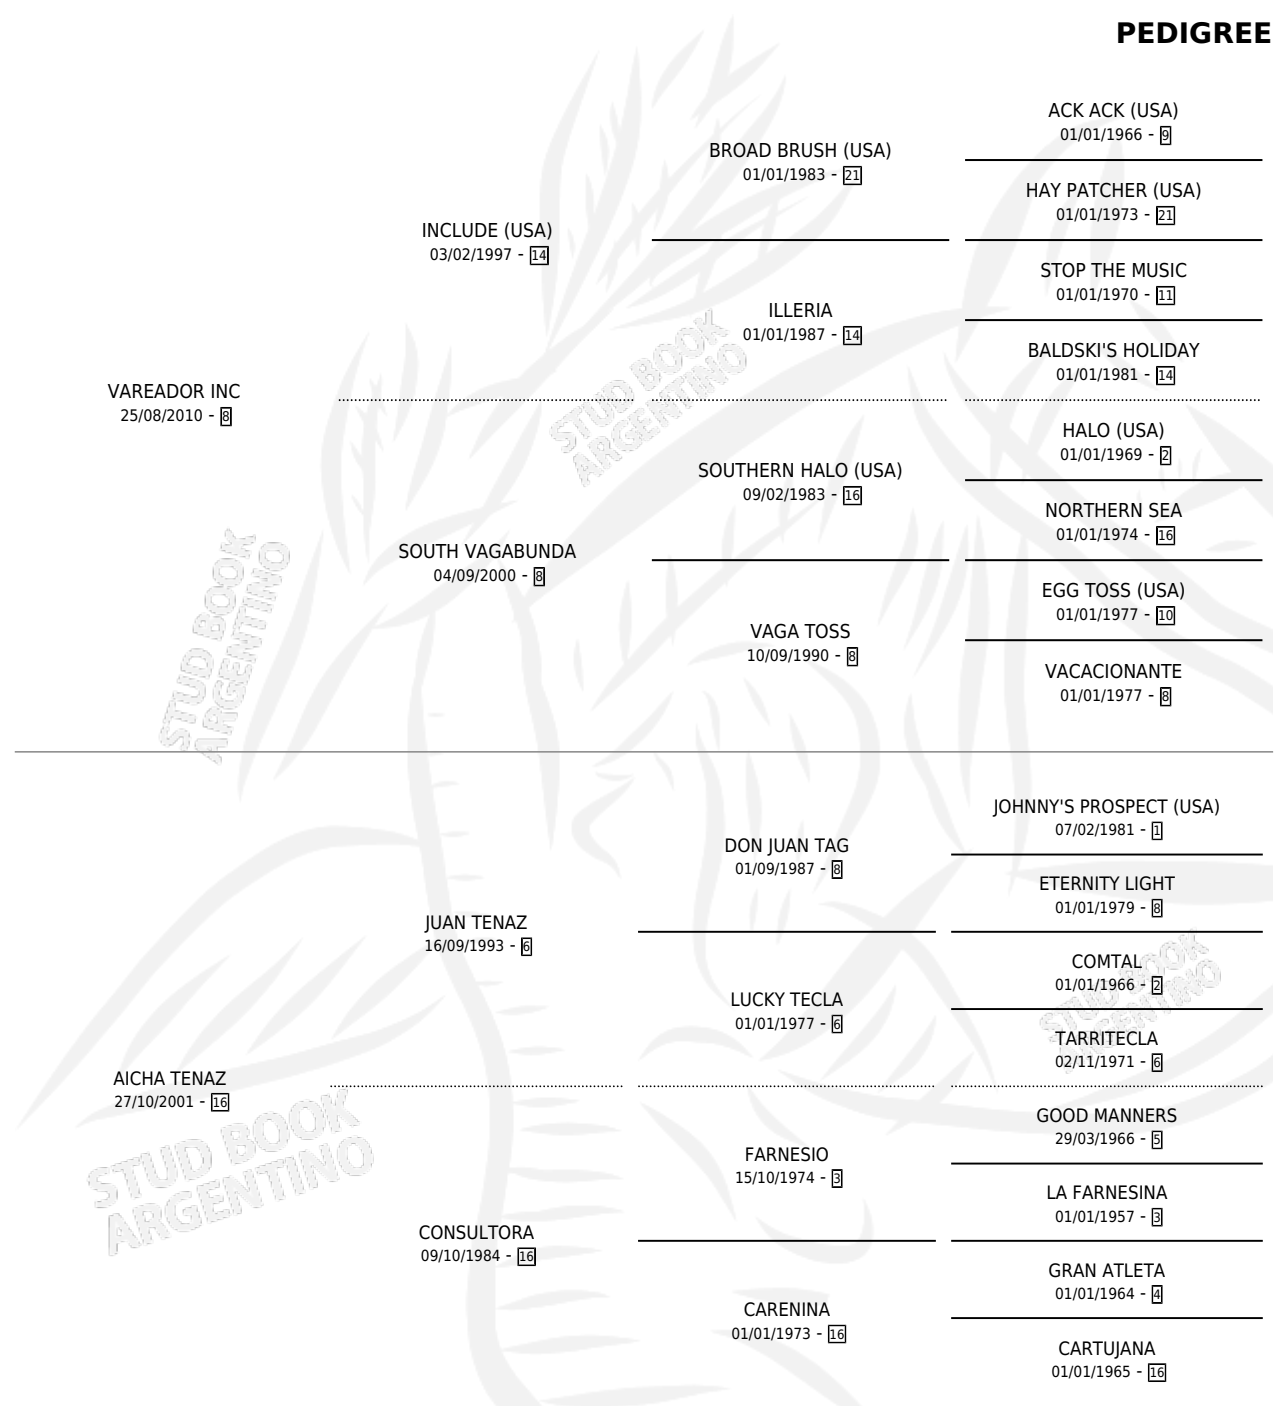 PEDIGREE
ACK ACK (USA)
01/01/1966 - 9
BROAD BRUSH (USA)
01/01/1983 - 21
HAY PATCHER (USA)
01/01/1973 - 21
INCLUDE (USA)
03/02/1997 - 14
STOP THE MUSIC
01/01/1970 - 11
ILLERIA
01/01/1987 - 14
BALDSKI'S HOLIDAY
01/01/1981 - 14
VAREADOR INC
25/08/2010 - 8
HALO (USA)
01/01/1969 - 2
SOUTHERN HALO (USA)
09/02/1983 - 16
NORTHERN SEA
01/01/1974 - 16
SOUTH VAGABUNDA
04/09/2000 - 8
EGG TOSS (USA)
01/01/1977 - 10
VAGA TOSS
10/09/1990 - 8
VACACIONANTE
01/01/1977 - 8
JOHNNY'S PROSPECT (USA)
07/02/1981 - 1
DON JUAN TAG
01/09/1987 - 8
ETERNITY LIGHT
01/01/1979 - 8
JUAN TENAZ
16/09/1993 - 6
COMTAL
01/01/1966 - 2
LUCKY TECLA
01/01/1977 - 6
TARRITECLA
02/11/1971 - 6
AICHA TENAZ
27/10/2001 - 16
GOOD MANNERS
29/03/1966 - 5
FARNESIO
15/10/1974 - 3
LA FARNESINA
01/01/1957 - 3
CONSULTORA
09/10/1984 - 16
GRAN ATLETA
01/01/1964 - 4
CARENINA
01/01/1973 - 16
CARTUJANA
01/01/1965 - 16
STUD BOOK
ARGENTINO
STUD BOOK
ARGENTINO
STUD BOOK
ARGENTINO
STUD BOOK
ARGENTINO